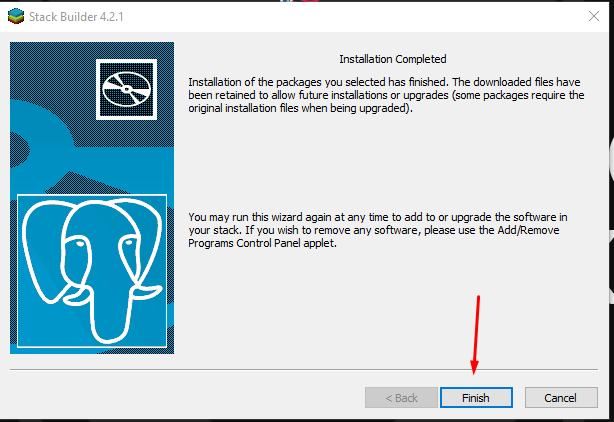 Stack Builder 4.2.1
Installation Completed
Installation of the packages you selected has finished. The downloaded files have
been retained to allow future installations or upgrades (some packages require the
original installation files when being upgraded).
You may run this wizard again at any time to add to or upgrade the software in
your stack. If you wish to remove any software, please use the Add/Remove
Programs Control Panel applet.
< Back
Finish
Cancel